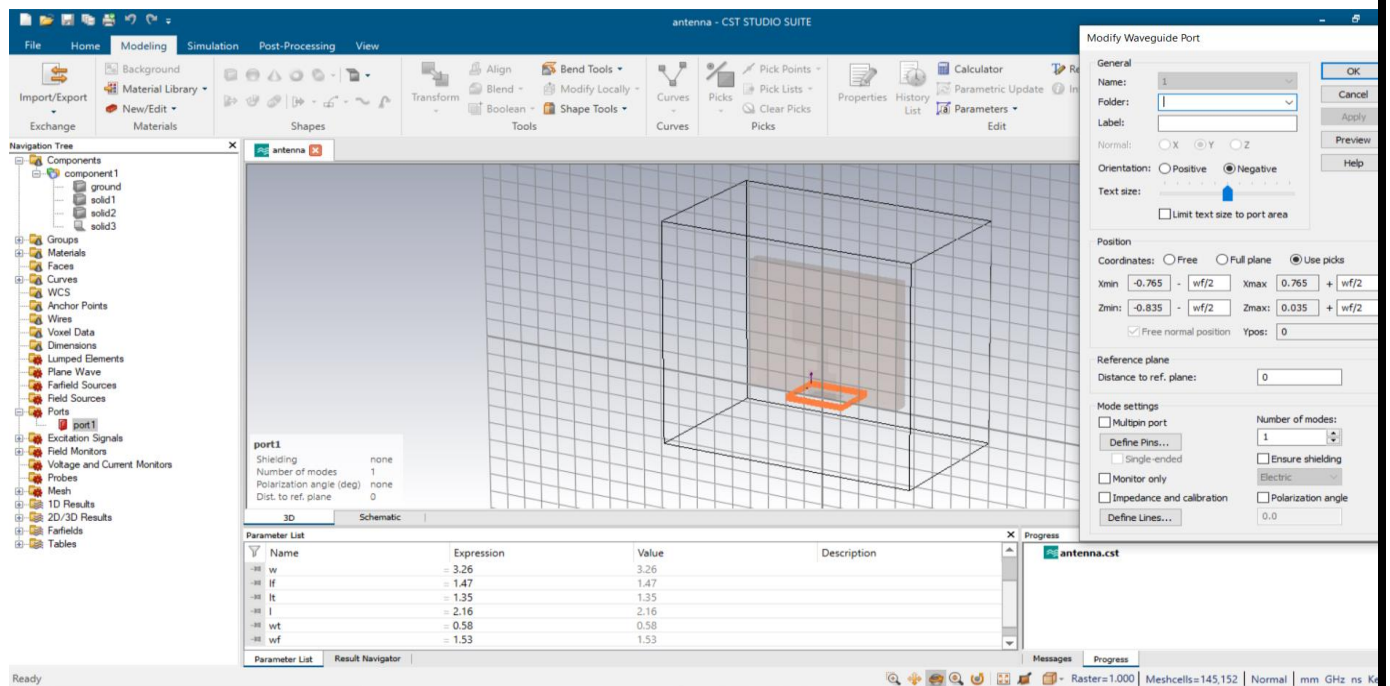 antenna - CST STUDIO SUITE
File Home Modeling Simulation Post-Processing View
Import/Export
Exchange
Background
Material Library
New/Edit
Materials
Shapes
Transform
Align
Blend
Boolean
Bend Tools
Modify Locally
Shape Tools
Tools
Curves
Curves
Picks
Pick Points
Pick Lists
Clear Picks
Picks
Properties
History List
Calculator
Parametric Update
Parameters
Edit
Navigation Tree
Components
component1
ground
solid1
solid2
solid3
Groups
Materials
Faces
Curves
WCS
Anchor Points
Wires
Voxel Data
Dimensions
Lumped Elements
Plane Wave
Farfield Sources
Field Sources
Ports
port1
Excitation Signals
Field Monitors
Voltage and Current Monitors
Probes
Mesh
1D Results
2D/3D Results
Farfields
Tables
antenna
port1
Shielding none
Number of modes 1
Polarization angle (deg) none
Dist. to ref. plane 0
3D Schematic
Parameter List
Name Expression Value Description
w = 3.26 3.26
lf = 1.47 1.47
lt = 1.35 1.35
l = 2.16 2.16
wt = 0.58 0.58
wf = 1.53 1.53
Parameter List Result Navigator
Progress
antenna.cst
Messages Progress
Modify Waveguide Port
General
Name: 1
Folder:
Label:
Normal: X Y Z
Orientation: Positive Negative
Text size:
Limit text size to port area
OK
Cancel
Apply
Preview
Help
Position
Coordinates: Free Full plane Use picks
Xmin -0.765 - wf/2 Xmax 0.765 + wf/2
Zmin: -0.835 - wf/2 Zmax: 0.035 + wf/2
Free normal position Ypos: 0
Reference plane
Distance to ref. plane: 0
Mode settings
Multipin port
Number of modes:
Define Pins...
1
Single-ended
Ensure shielding
Monitor only
Electric
Impedance and calibration
Polarization angle
Define Lines...
0.0
Ready
Raster=1.000 Meshcells=145,152 Normal mm GHz ns